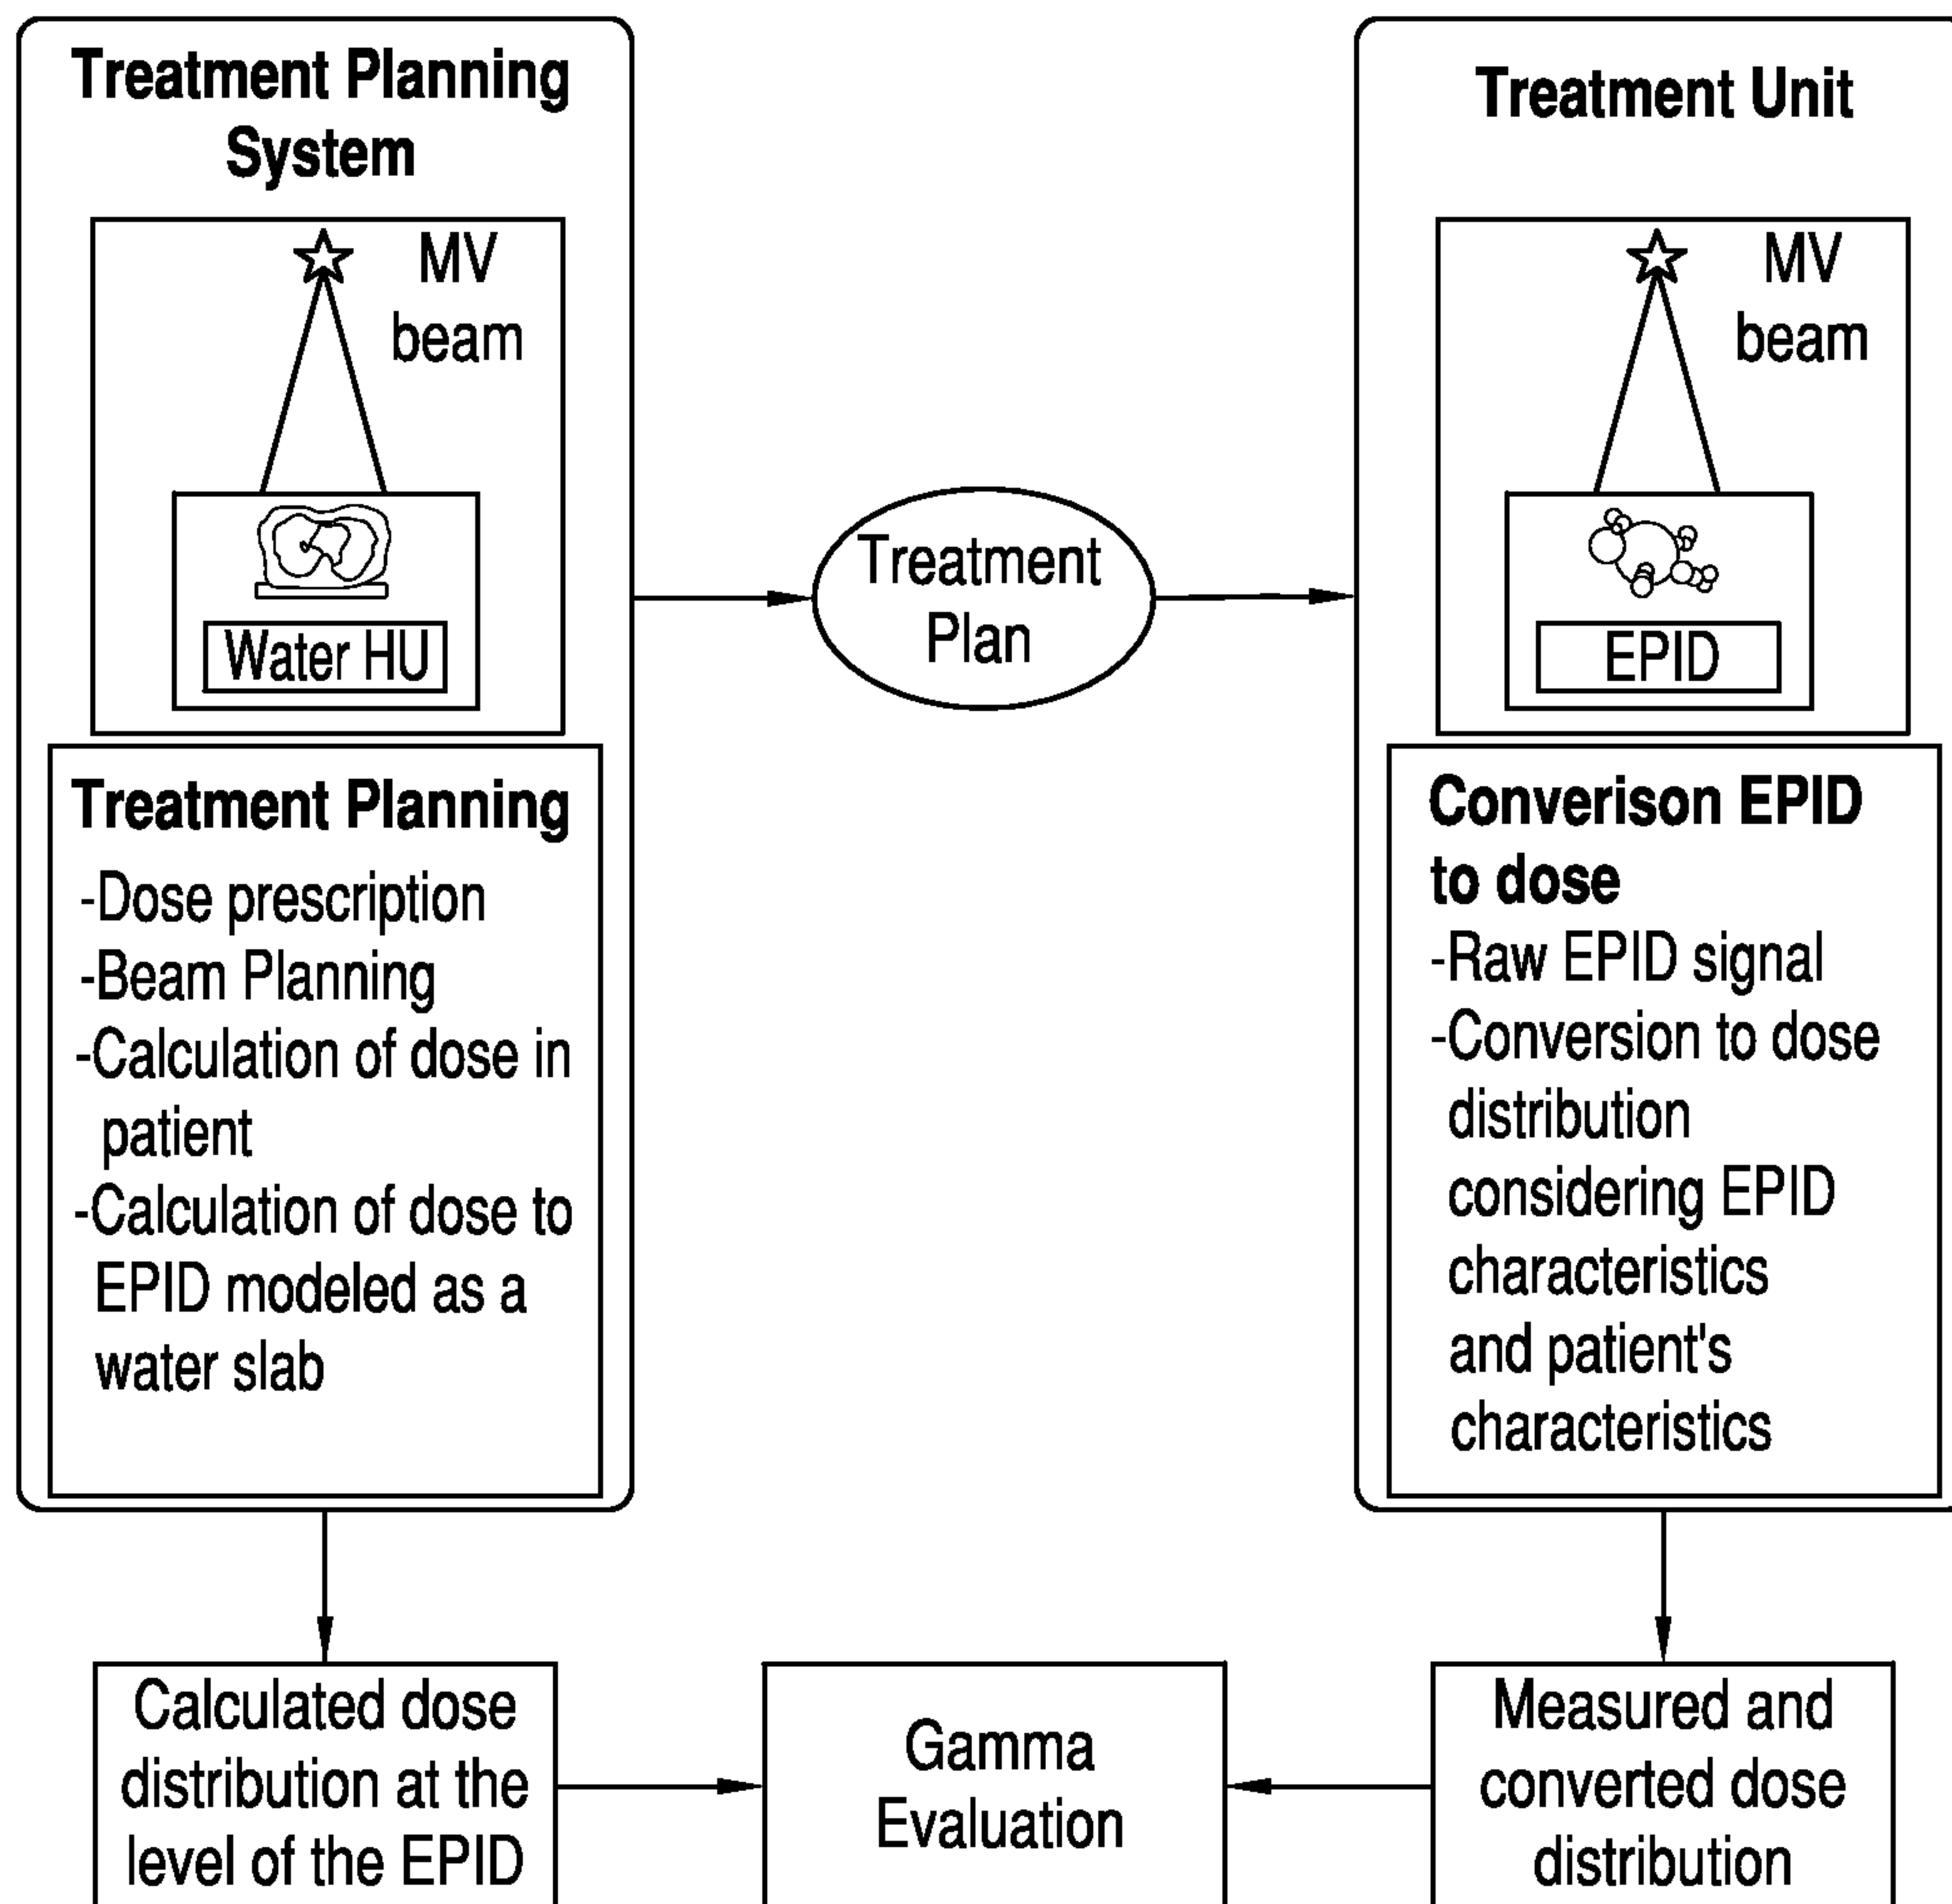 Treatment Planning
System
MV
beam
Water HU
Treatment Planning
-Dose prescription
-Beam Planning
-Calculation of dose in
patient
-Calculation of dose to
EPID modeled as a
water slab
Treatment
Plan
Treatment Unit
MV
beam
EPID
Converison EPID
to dose
-Raw EPID signal
-Conversion to dose
distribution
considering EPID
characteristics
and patient's
characteristics
Calculated dose
distribution at the
level of the EPID
Gamma
Evaluation
Measured and
converted dose
distribution